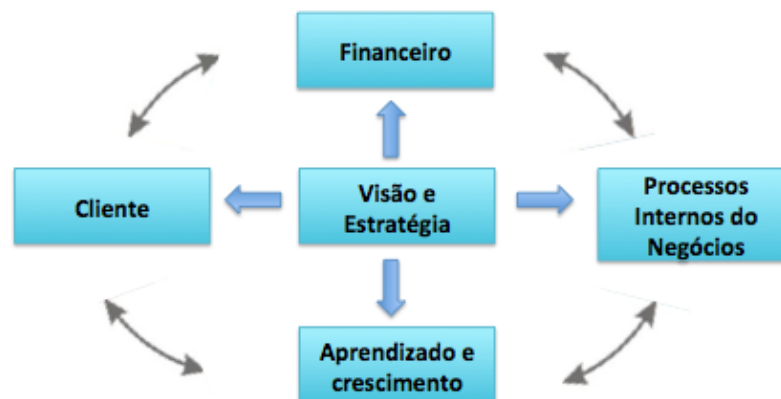 Financeiro
Cliente
Visão e
Estratégia
Processos
Internos do
Negócios
Aprendizado e
crescimento